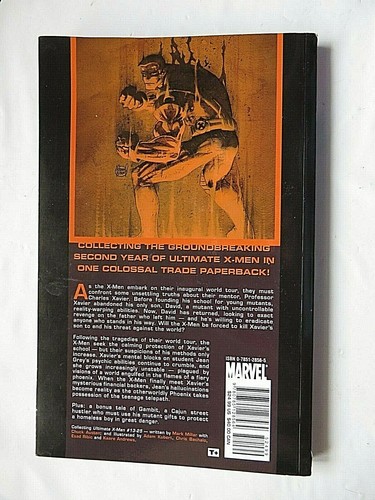 COLLECTING THE GROUNDBREAKING
SECOND YEAR OF ULTIMATE X-MEN IN
ONE COLOSSAL TRADE PAPERBACK!
As the X-Men embark on their inaugural world tour, they must
confront some unsettling truths about their mentor, Professor
Charles Xavier. Before founding his school for young mutants,
Xavier abandoned his only son. David, a mutant with uncontrollable
reality-warping abilities. Now, David has returned, looking to exact
revenge on the father who left him — and he's willing to eradicate
anyone who stands in his way. Will the X-Men be forced to kill Xavier's
son to end his threat against the world?
Following the tragedies of their world tour, the
X-Men seek the calming protection of Xavier's
school — but their suspicions of his methods only
increase. Xavier's mental blocks on student Jean
Grey's psychic abilities continue to crumble, and
she grows increasingly unstable — plagued by
visions of a world engulfed in the flames of a fiery
phoenix. When the X-Men finally meet Xavier's
mysterious financial backers, Jean's hallucinations
become reality as the otherworldly Phoenix takes
possession of the teenage telepath.
Plus: a bonus tale of Gambit, a Cajun street
hustler who must use his mutant gifts to protect
a homeless boy in great danger.
Collecting Ultimate X-Men #13-25 — written by Mark Millar with
Chuck Austen; and illustrated by Adam Kubert, Chris Bachalo,
Esad Ribic and Kaare Andrews.
ISBN 0-7851-2856-5
MARVEL
$24.99 US
T+